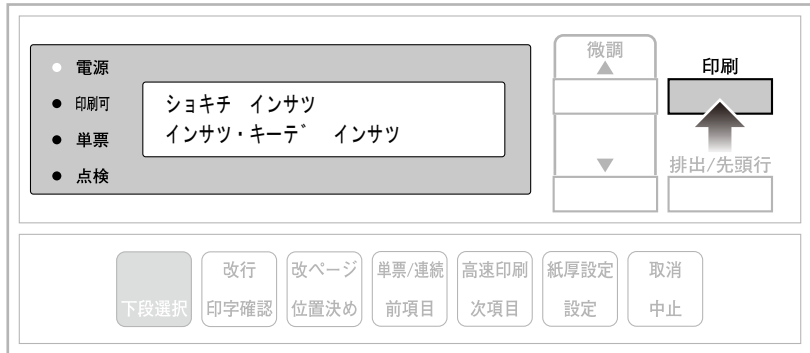 電源
印刷可
単票
点検
ショキチ インサツ
インサツ・キーデ゛ インサツ
微調
▲
▼
印刷
排出/先頭行
下段選択
改行
印字確認
改ページ
位置決め
単票/連続
前項目
高速印刷
次項目
紙厚設定
設定
取消
中止